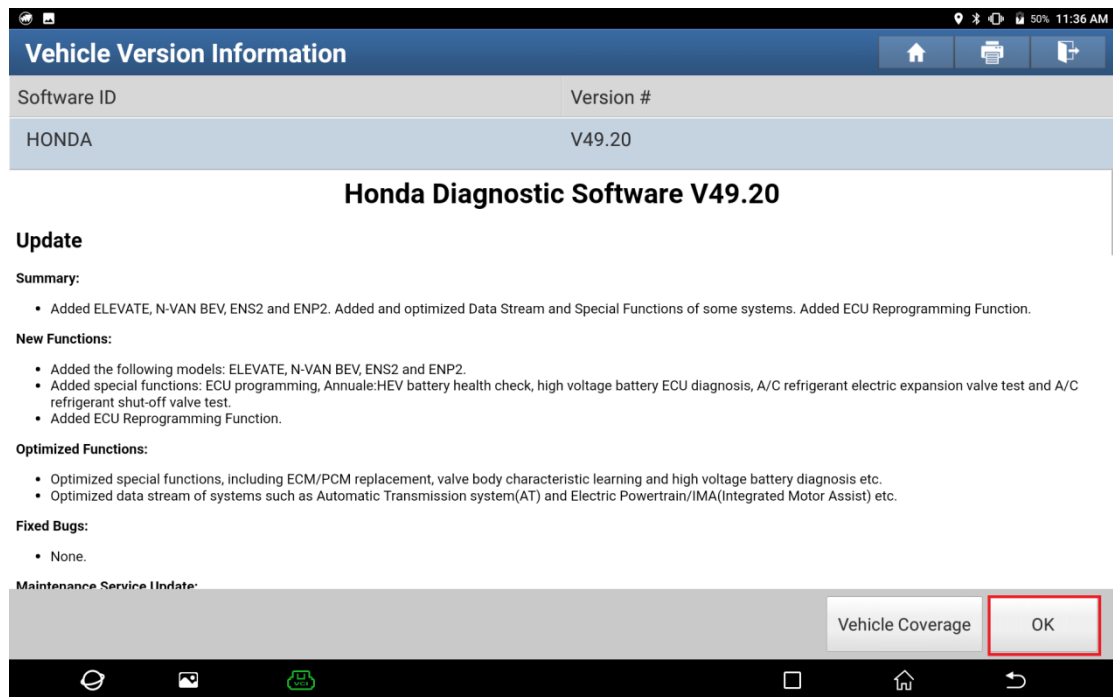 50% 11:36 AM
Vehicle Version Information
Software ID Version #
HONDA V49.20
Honda Diagnostic Software V49.20
Update
Summary:
• Added ELEVATE, N-VAN BEV, ENS2 and ENP2. Added and optimized Data Stream and Special Functions of some systems. Added ECU Reprogramming Function.
New Functions:
• Added the following models: ELEVATE, N-VAN BEV, ENS2 and ENP2.
• Added special functions: ECU programming, Annuale:HEV battery health check, high voltage battery ECU diagnosis, A/C refrigerant electric expansion valve test and A/C
refrigerant shut-off valve test.
• Added ECU Reprogramming Function.
Optimized Functions:
• Optimized special functions, including ECM/PCM replacement, valve body characteristic learning and high voltage battery diagnosis etc.
• Optimized data stream of systems such as Automatic Transmission system(AT) and Electric Powertrain/IMA(Integrated Motor Assist) etc.
Fixed Bugs:
• None.
Maintenance Service Update:
Vehicle Coverage OK
VCI